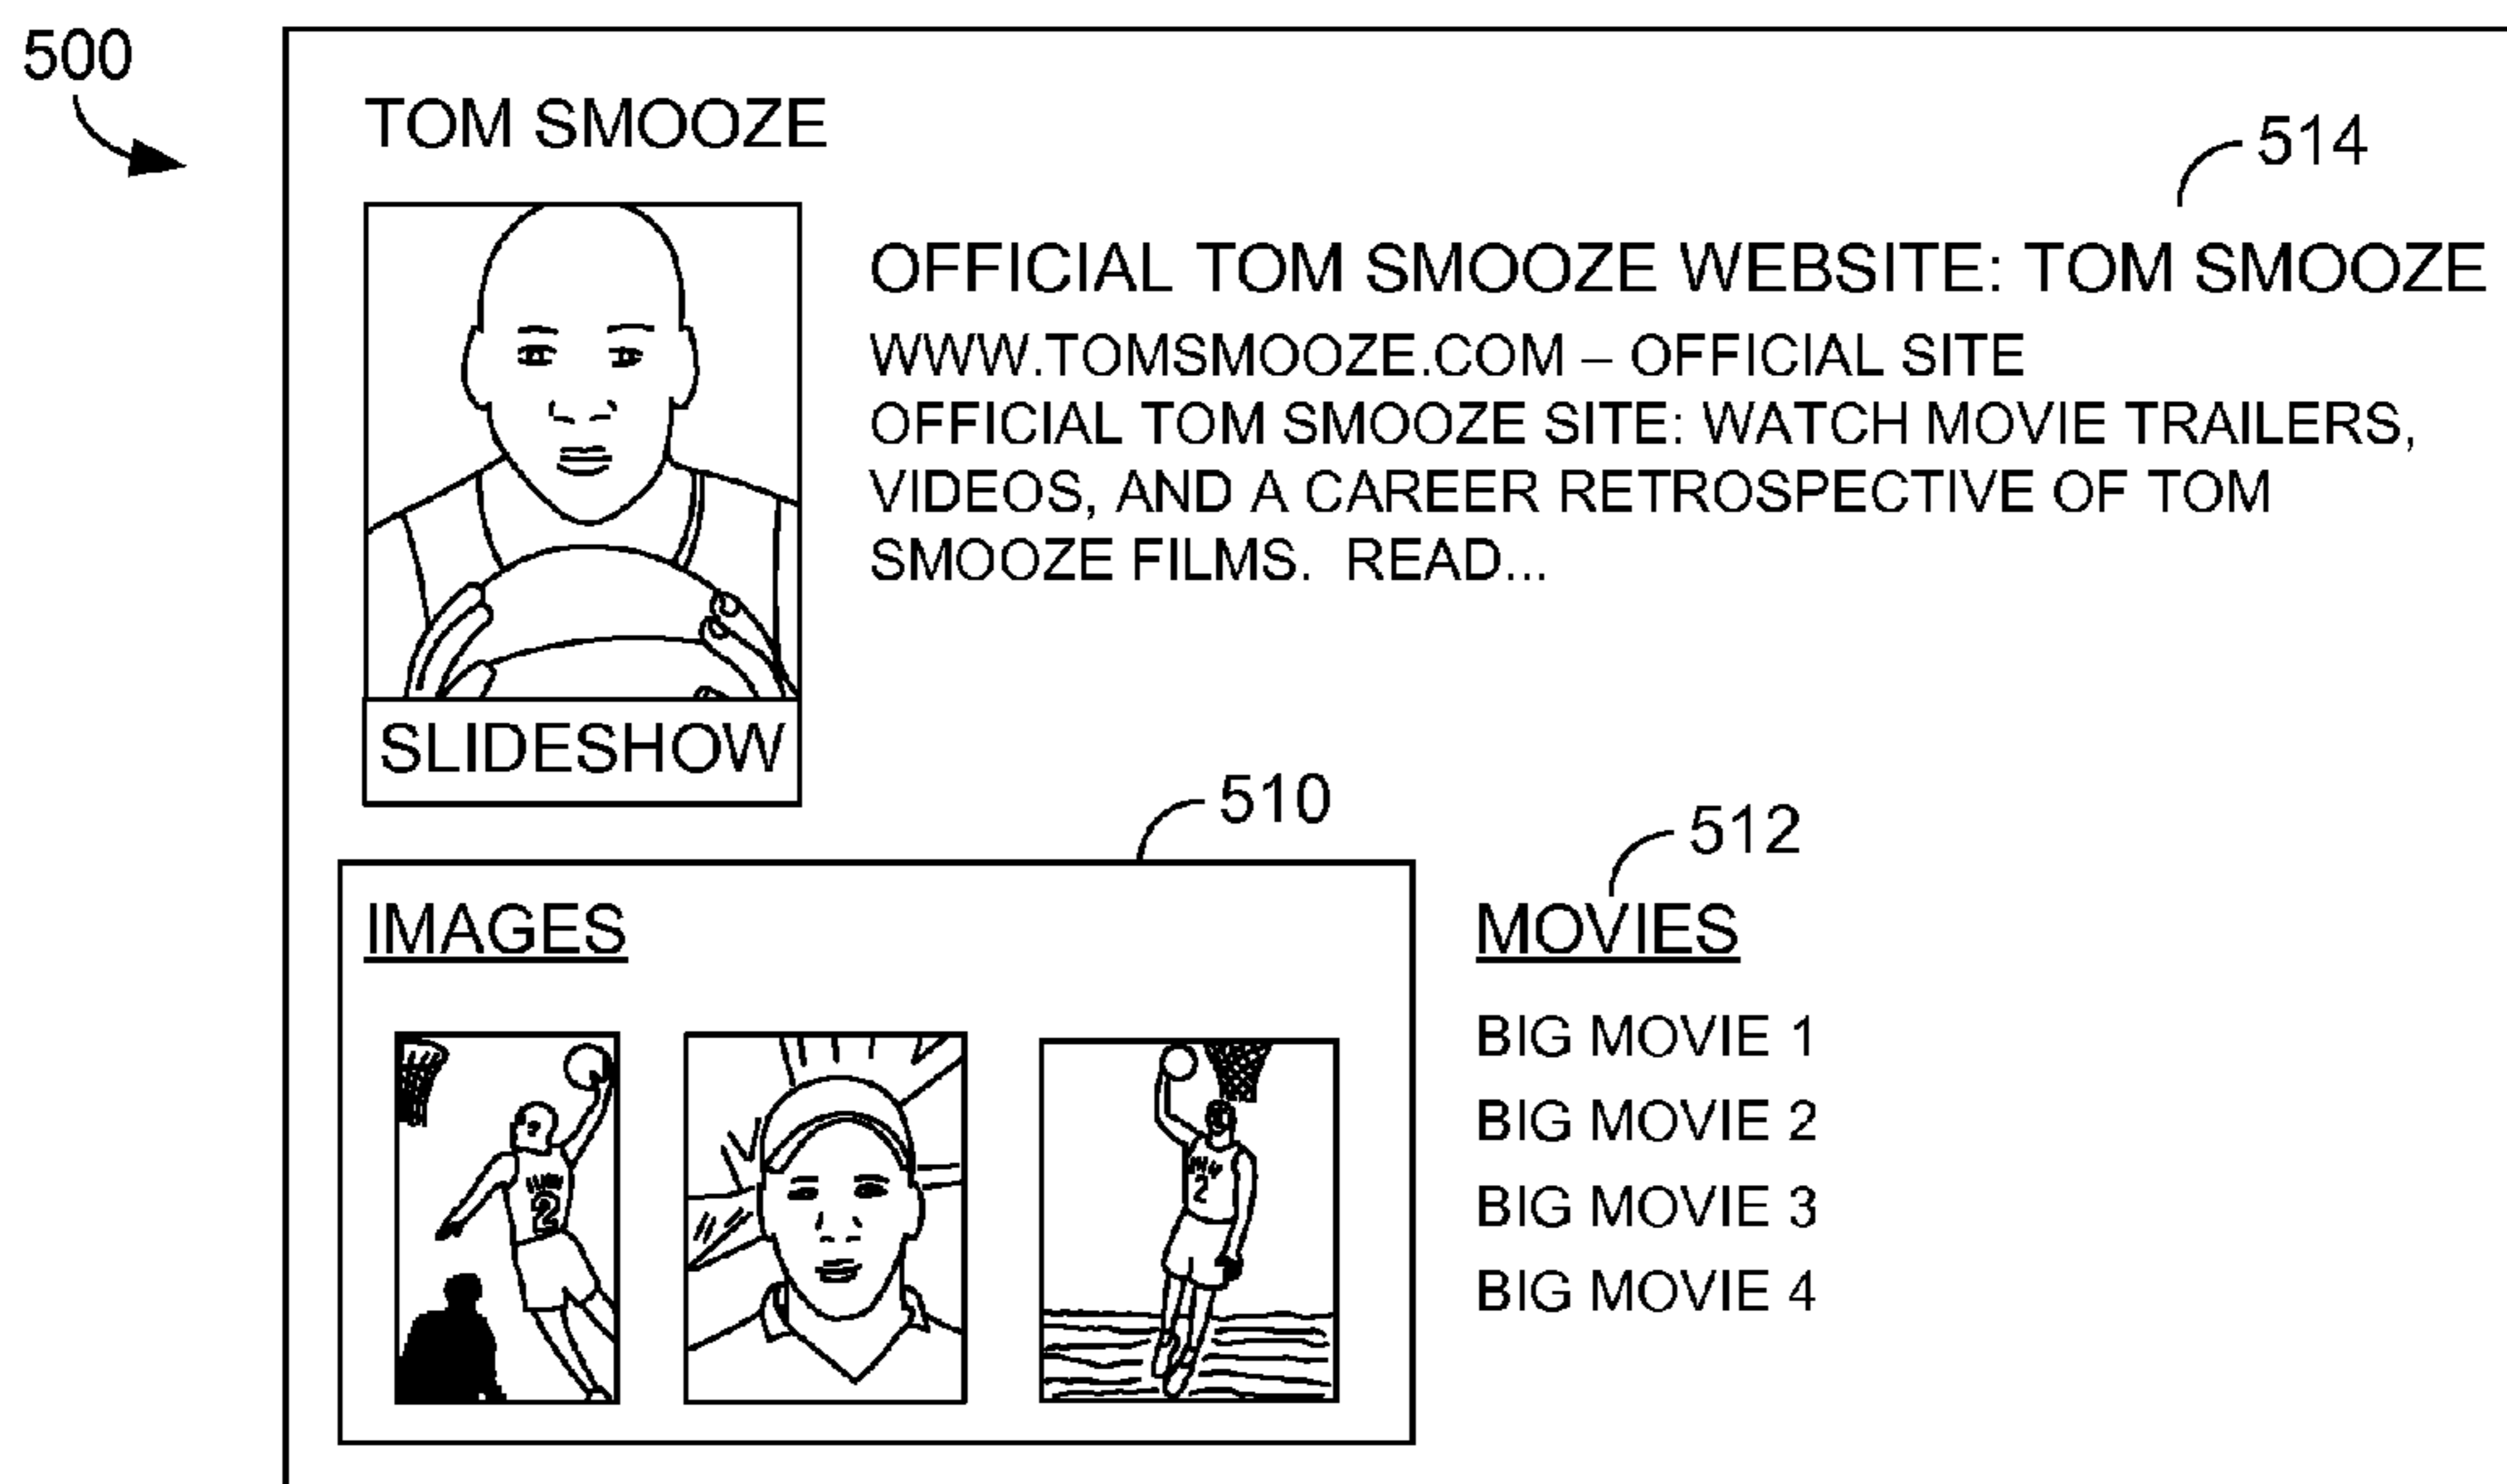 500
TOM SMOOZE
514
OFFICIAL TOM SMOOZE WEBSITE: TOM SMOOZE
WWW.TOMSMOOZE.COM – OFFICIAL SITE
OFFICIAL TOM SMOOZE SITE: WATCH MOVIE TRAILERS,
VIDEOS, AND A CAREER RETROSPECTIVE OF TOM
SMOOZE FILMS. READ...
SLIDESHOW
510
512
IMAGES
MOVIES
2
2
BIG MOVIE 1
BIG MOVIE 2
BIG MOVIE 3
BIG MOVIE 4